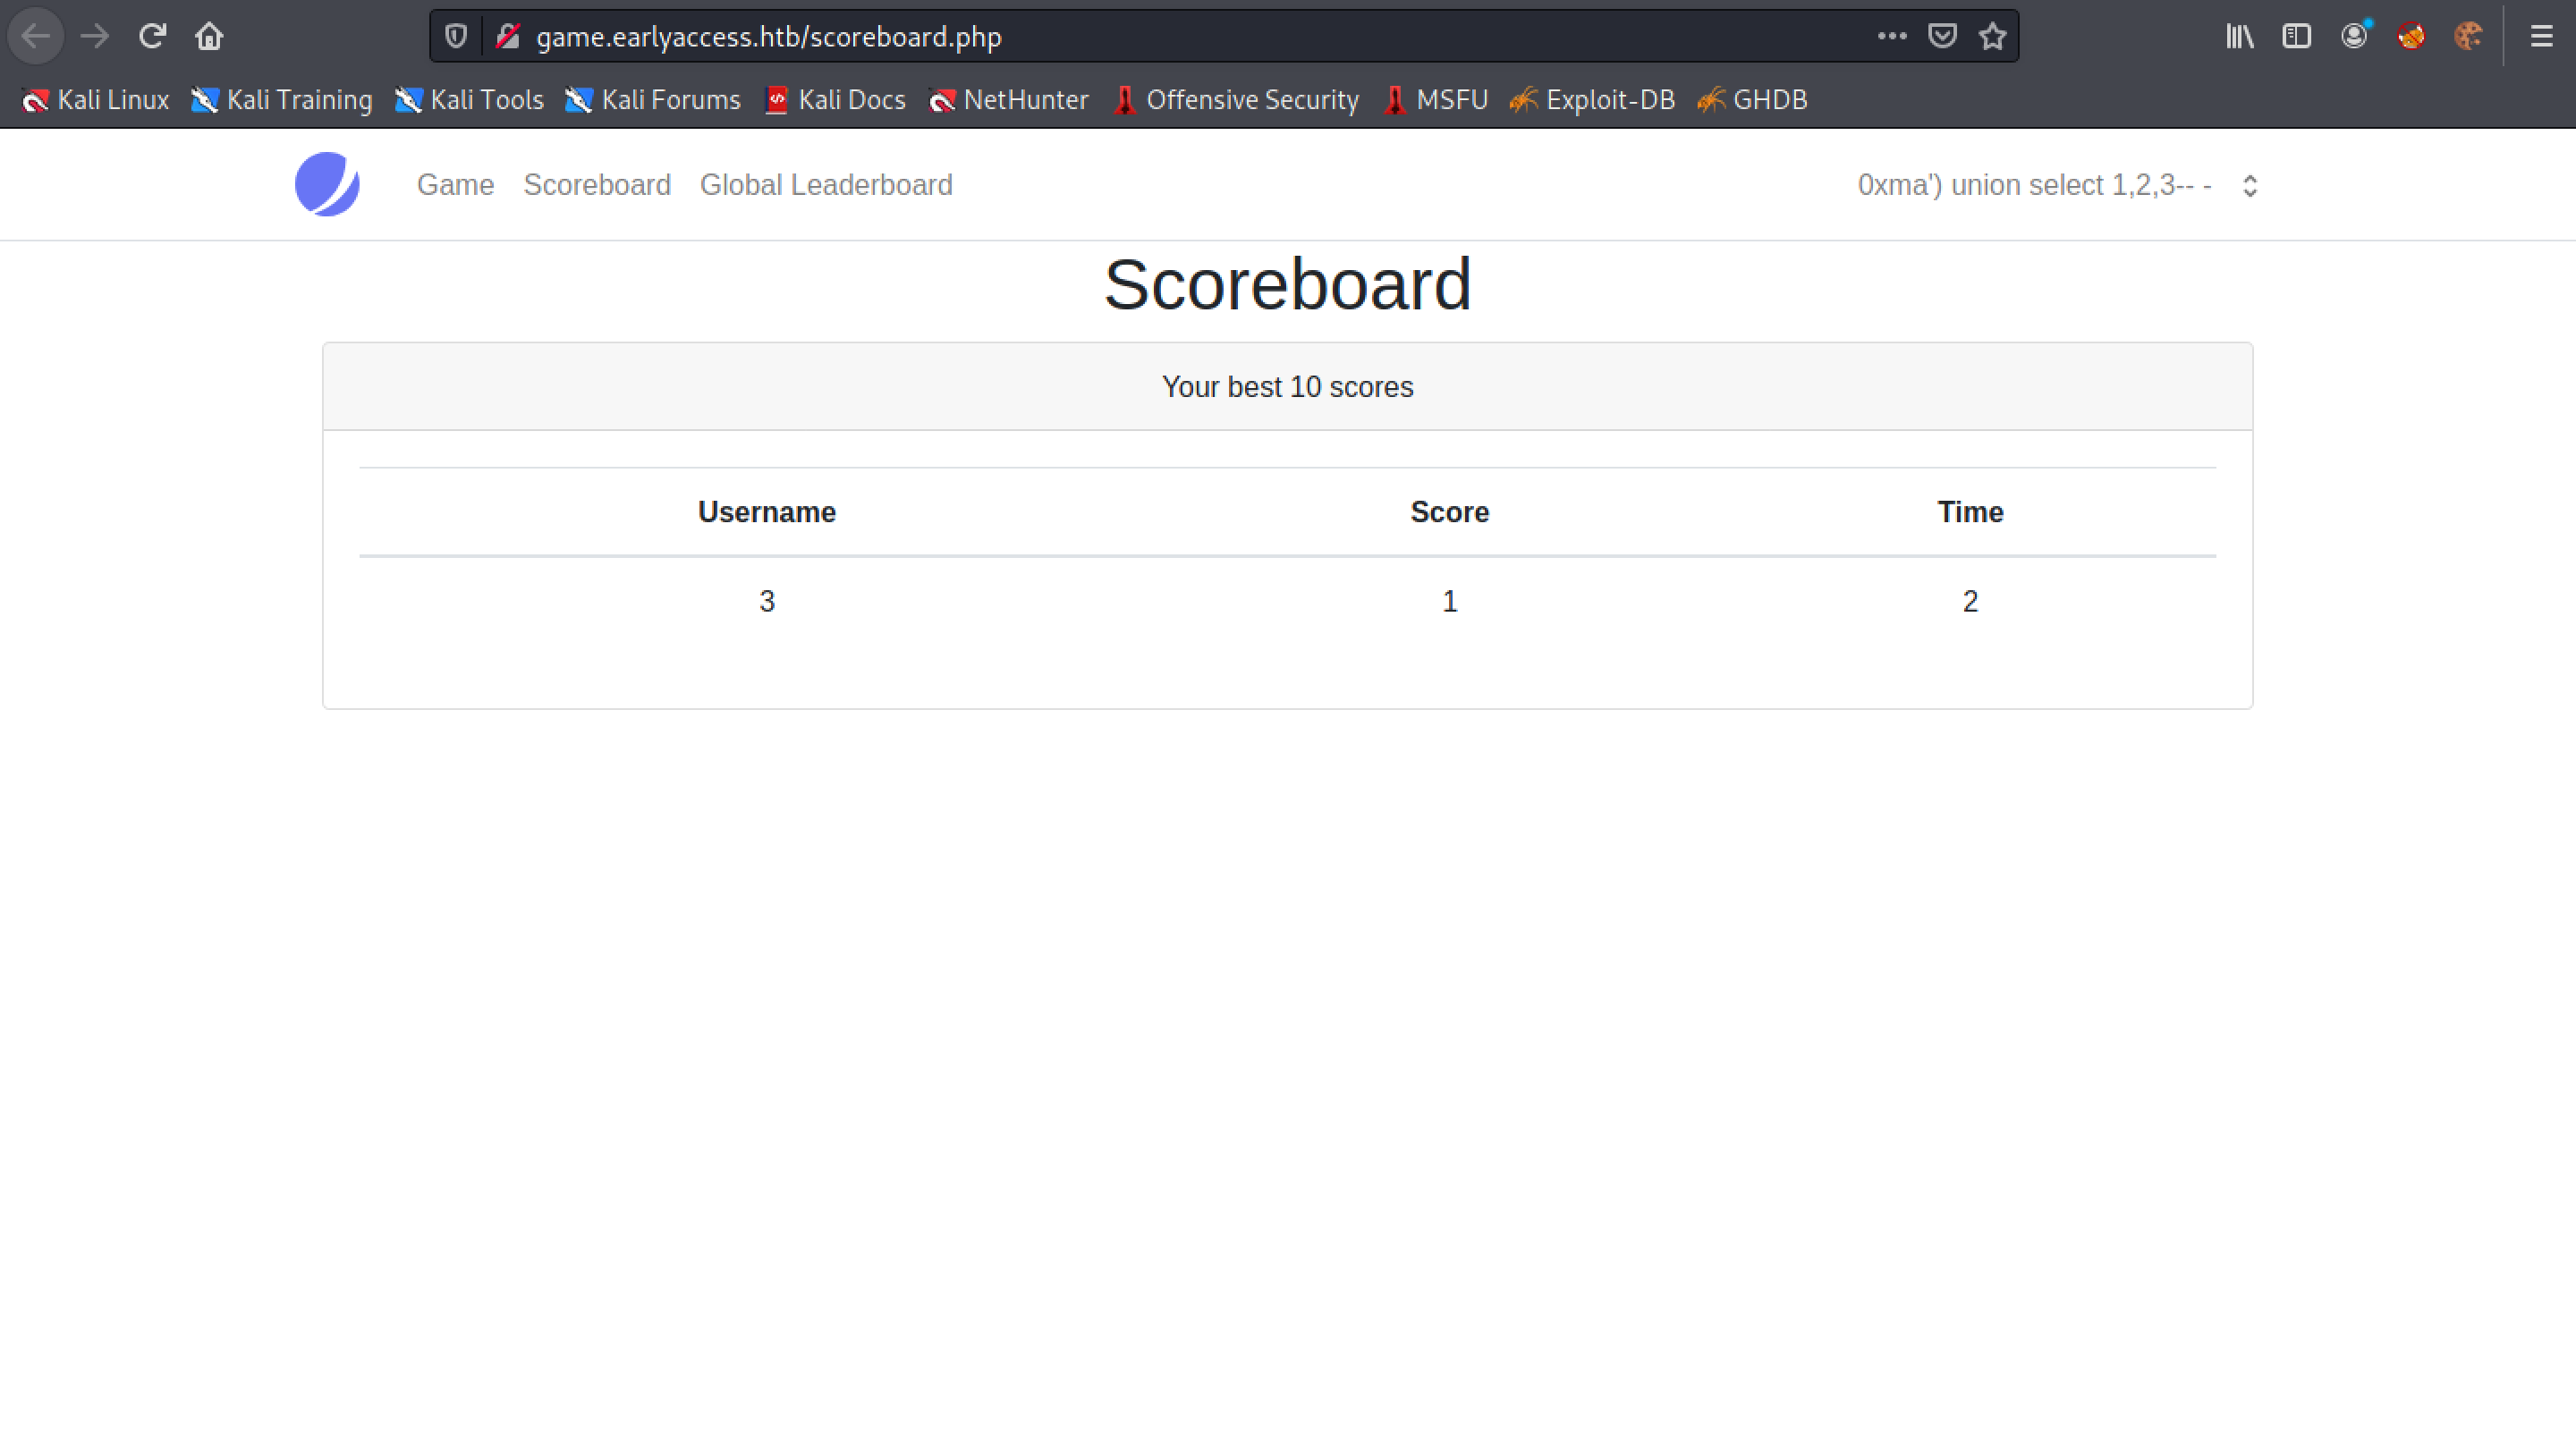 game.earlyaccess.htb/scoreboard.php
Kali Linux Kali Training Kali Tools Kali Forums Kali Docs NetHunter Offensive Security MSFU Exploit-DB GHDB
Game Scoreboard Global Leaderboard 0xma') union select 1,2,3-- -
Scoreboard
Your best 10 scores
Username Score Time
3 1 2